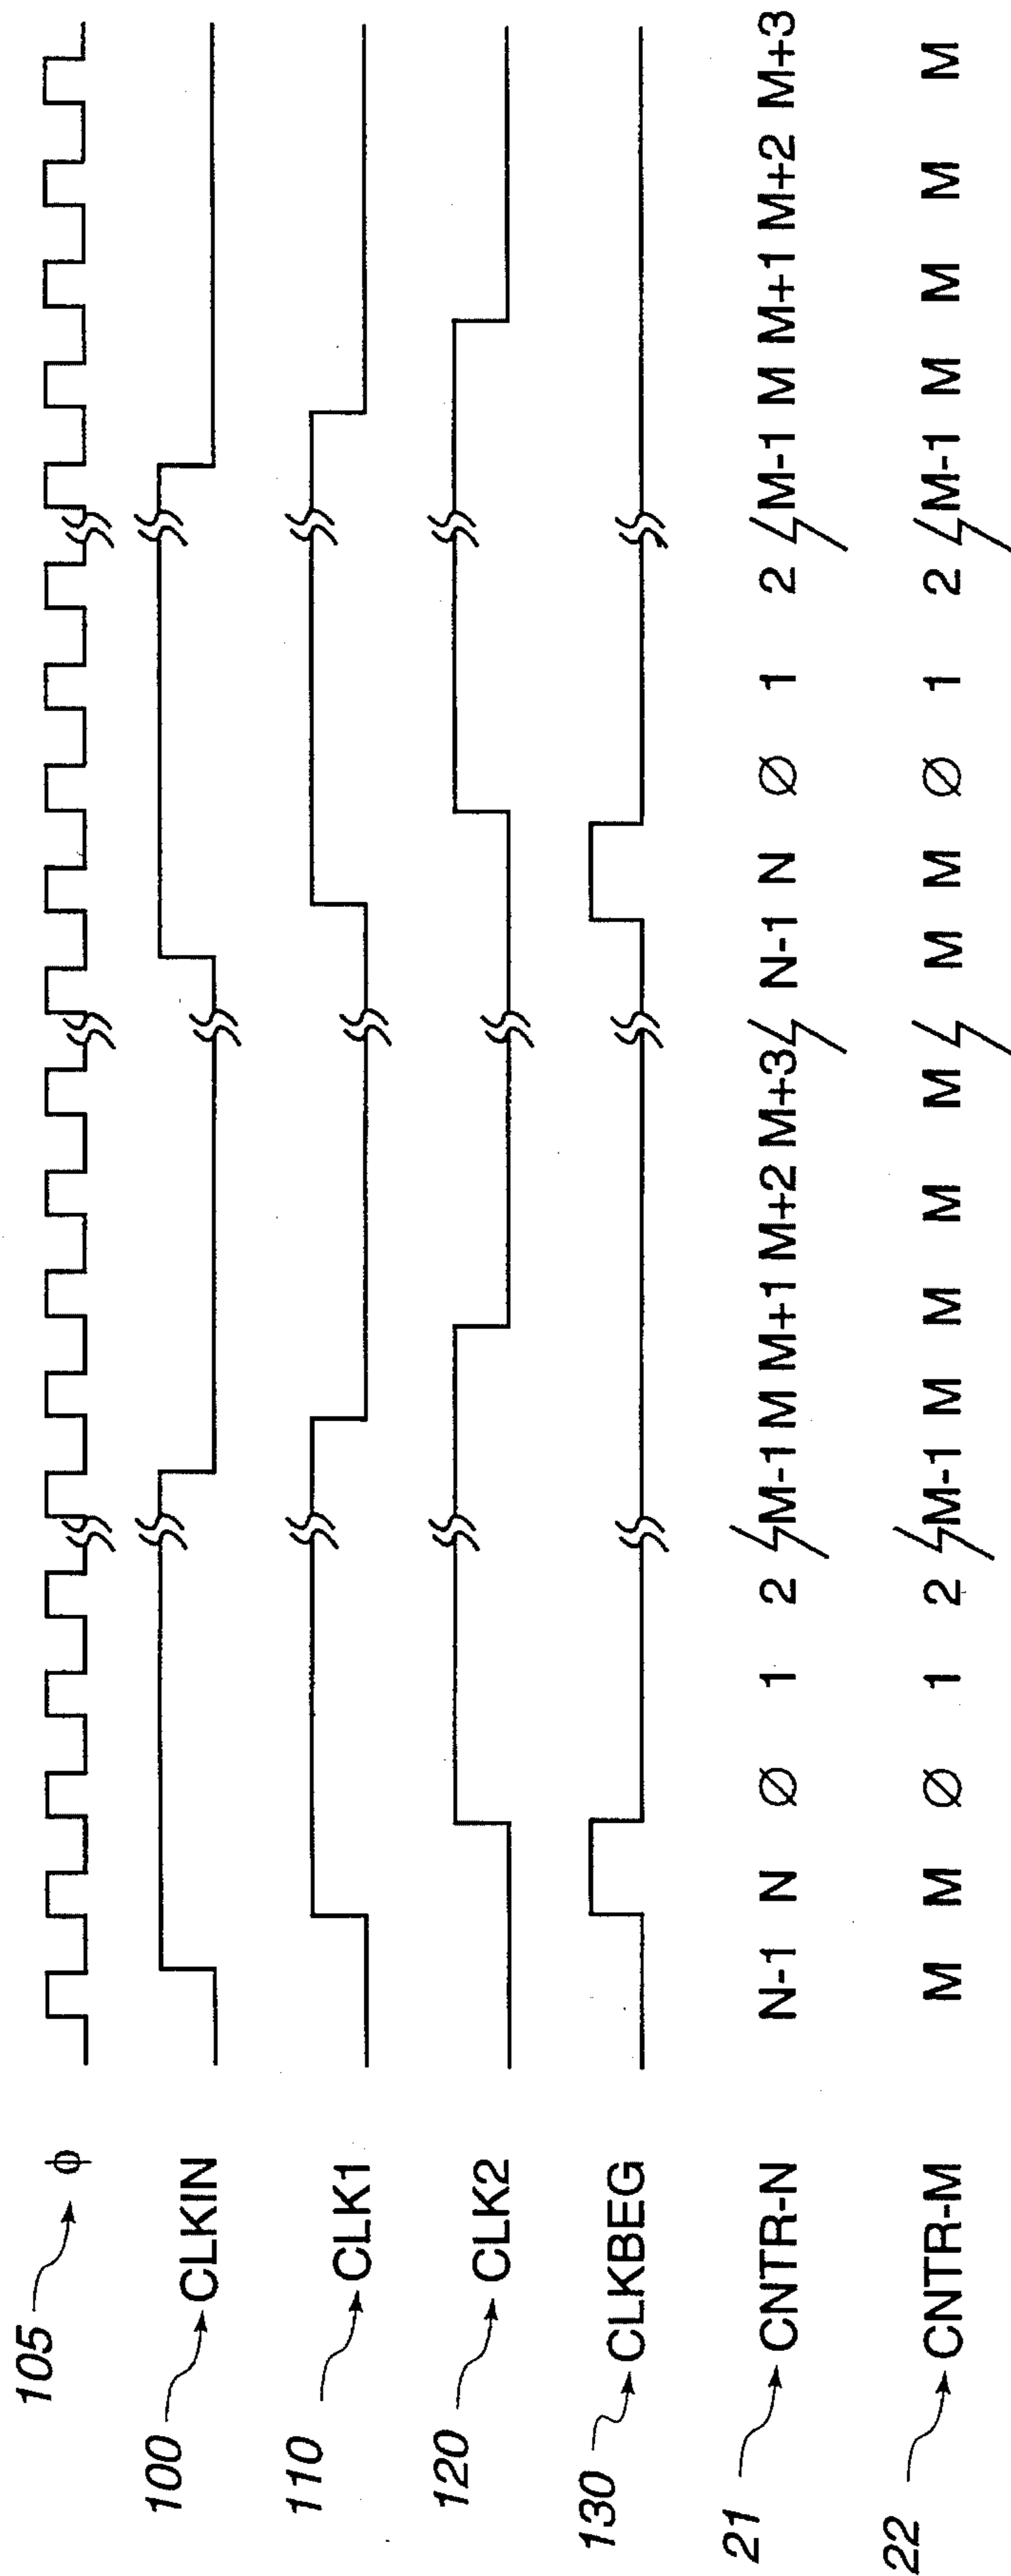 105 ϕ
100 CLKIN
110 CLK1
120 CLK2
130 CLKBEG
21 CNTR-N N-1 N Ø 1 2 M-1 M M+1 M+2 M+3 N-1 N Ø 1 2 M-1 M M+1 M+2 M+3
22 CNTR-M M M Ø 1 2 M-1 M M M M M M Ø 1 2 M-1 M M M M